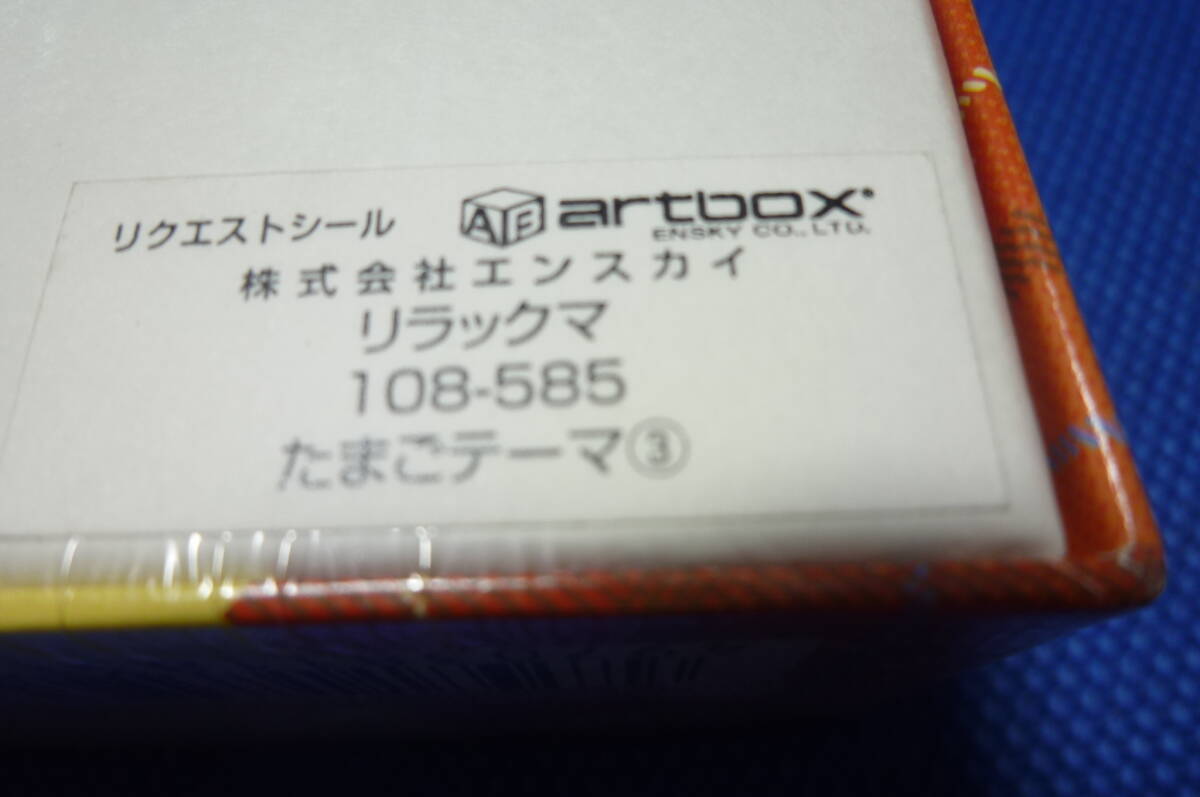 リクエストシール artbox
ENSKY CO., LTD.
株式会社エンスカイ
リラックマ
108-585
たまごテーマ③